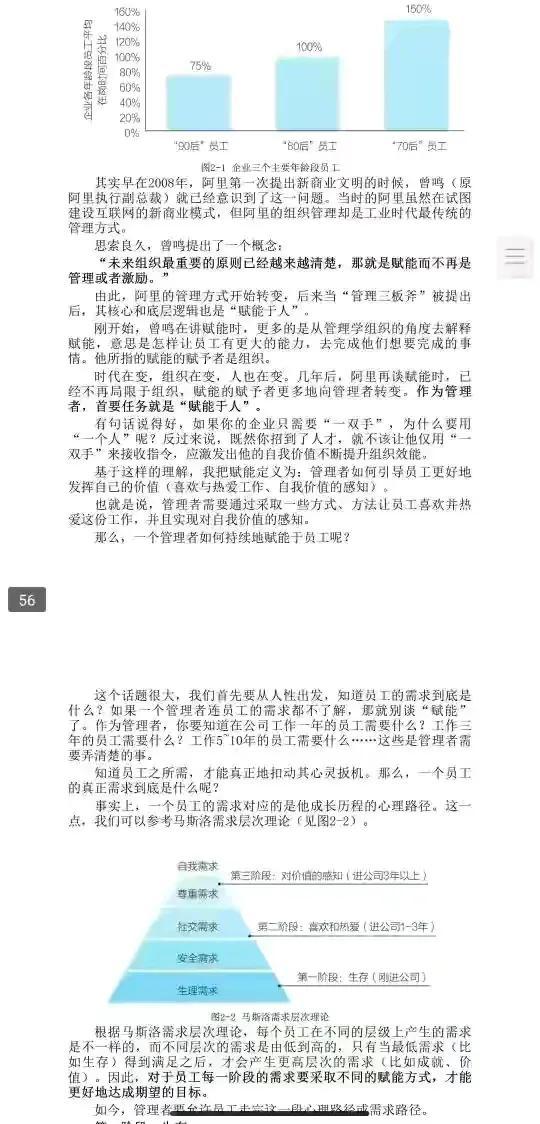 160%
140%
120%
100%
80%
60%
40%
20%
0%
企业各年龄段员工平均
在网时间百分比
75%
100%
150%
“90后”员工
“80后”员工
“70后”员工
图2-1 企业三个主要年龄段员工
其实早在2008年，阿里第一次提出新商业文明的时候，曾鸣（原
阿里执行副总裁）就已经意识到了这一问题。当时的阿里虽然在试图
建设互联网的新商业模式，但阿里的组织管理却是工业时代最传统的
管理方式。
思索良久，曾鸣提出了一个概念：
“未来组织最重要的原则已经越来越清楚，那就是赋能而不再是
管理或者激励。”
由此，阿里的管理方式开始转变，后来当“管理三板斧”被提出
后，其核心和底层逻辑也是“赋能于人”。
刚开始，曾鸣在讲赋能时，更多的是从管理学组织的角度去解释
赋能，意思是怎样让员工有更大的能力，去完成他们想要完成的事
情。他所指的赋能的赋予者是组织。
时代在变，组织在变，人也在变。几年后，阿里再谈赋能时，已
经不再局限于组织，赋能的赋予者更多地向管理者转变。作为管理
者，首要任务就是“赋能于人”。
有句话说得好，如果你的企业只需要“一双手”，为什么要用
“一个人”呢？反过来说，既然你招到了人才，就不该让他仅用“一
双手”来接收指令，应激发出他的自我价值不断提升组织效能。
基于这样的理解，我把赋能定义为：管理者如何引导员工更好地
发挥自己的价值（喜欢与热爱工作、自我价值的感知）。
也就是说，管理者需要通过采取一些方式、方法让员工喜欢并热
爱这份工作，并且实现对自我价值的感知。
那么，一个管理者如何持续地赋能于员工呢？
56
这个话题很大，我们首先要从人性出发，知道员工的需求到底是
什么？如果一个管理者连员工的需求都不了解，那就别谈“赋能”
了。作为管理者，你要知道在公司工作一年的员工需要什么？工作三
年的员工需要什么？工作5~10年的员工需要什么……这些是管理者需
要弄清楚的事。
知道员工之所需，才能真正地扣动其心灵扳机。那么，一个员工
的真正需求到底是什么呢？
事实上，一个员工的需求对应的是他成长历程的心理路径。这一
点，我们可以参考马斯洛需求层次理论（见图2-2）。
自我需求
第三阶段：对价值的感知（进公司3年以上）
尊重需求
社交需求
第二阶段：喜欢和热爱（进公司1-3年）
安全需求
第一阶段：生存（刚进公司）
生理需求
图2-2 马斯洛需求层次理论
根据马斯洛需求层次理论，每个员工在不同的层级上产生的需求
是不一样的，而不同层次的需求是由低到高的，只有当最低需求（比
如生存）得到满足之后，才会产生更高层次的需求（比如成就、价
值）。因此，对于员工每一阶段的需求要采取不同的赋能方式，才能
更好地达成期望的目标。
如今，管理者要允许员工走完这一段心理路径或需求路径。